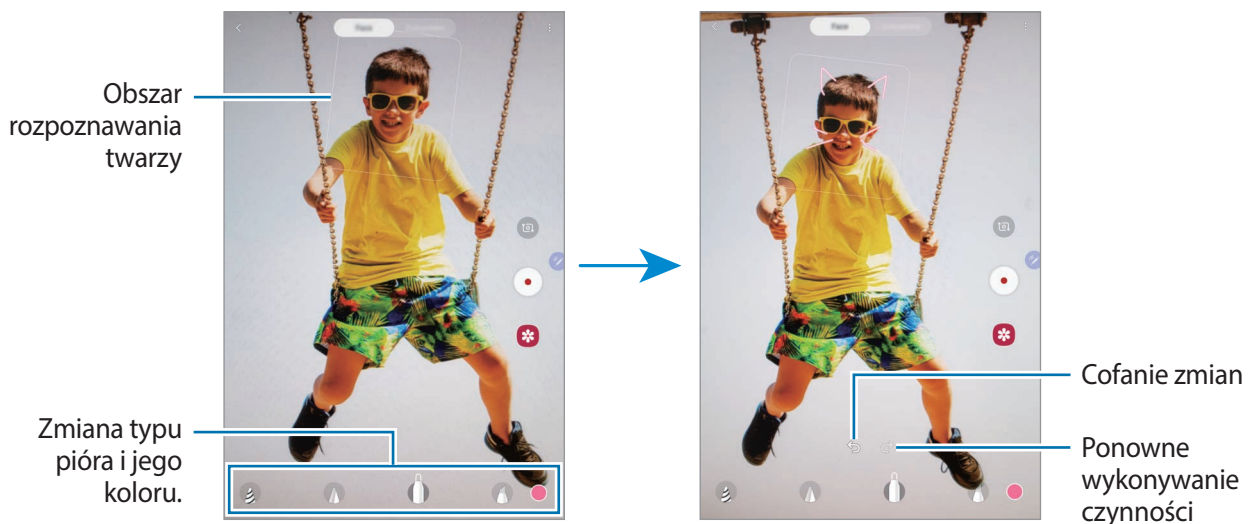 Obszar
rozpoznawania
twarzy
Zmiana typu
pióra i jego
koloru.
Cofanie zmian
Ponowne
wykonywanie
czynności